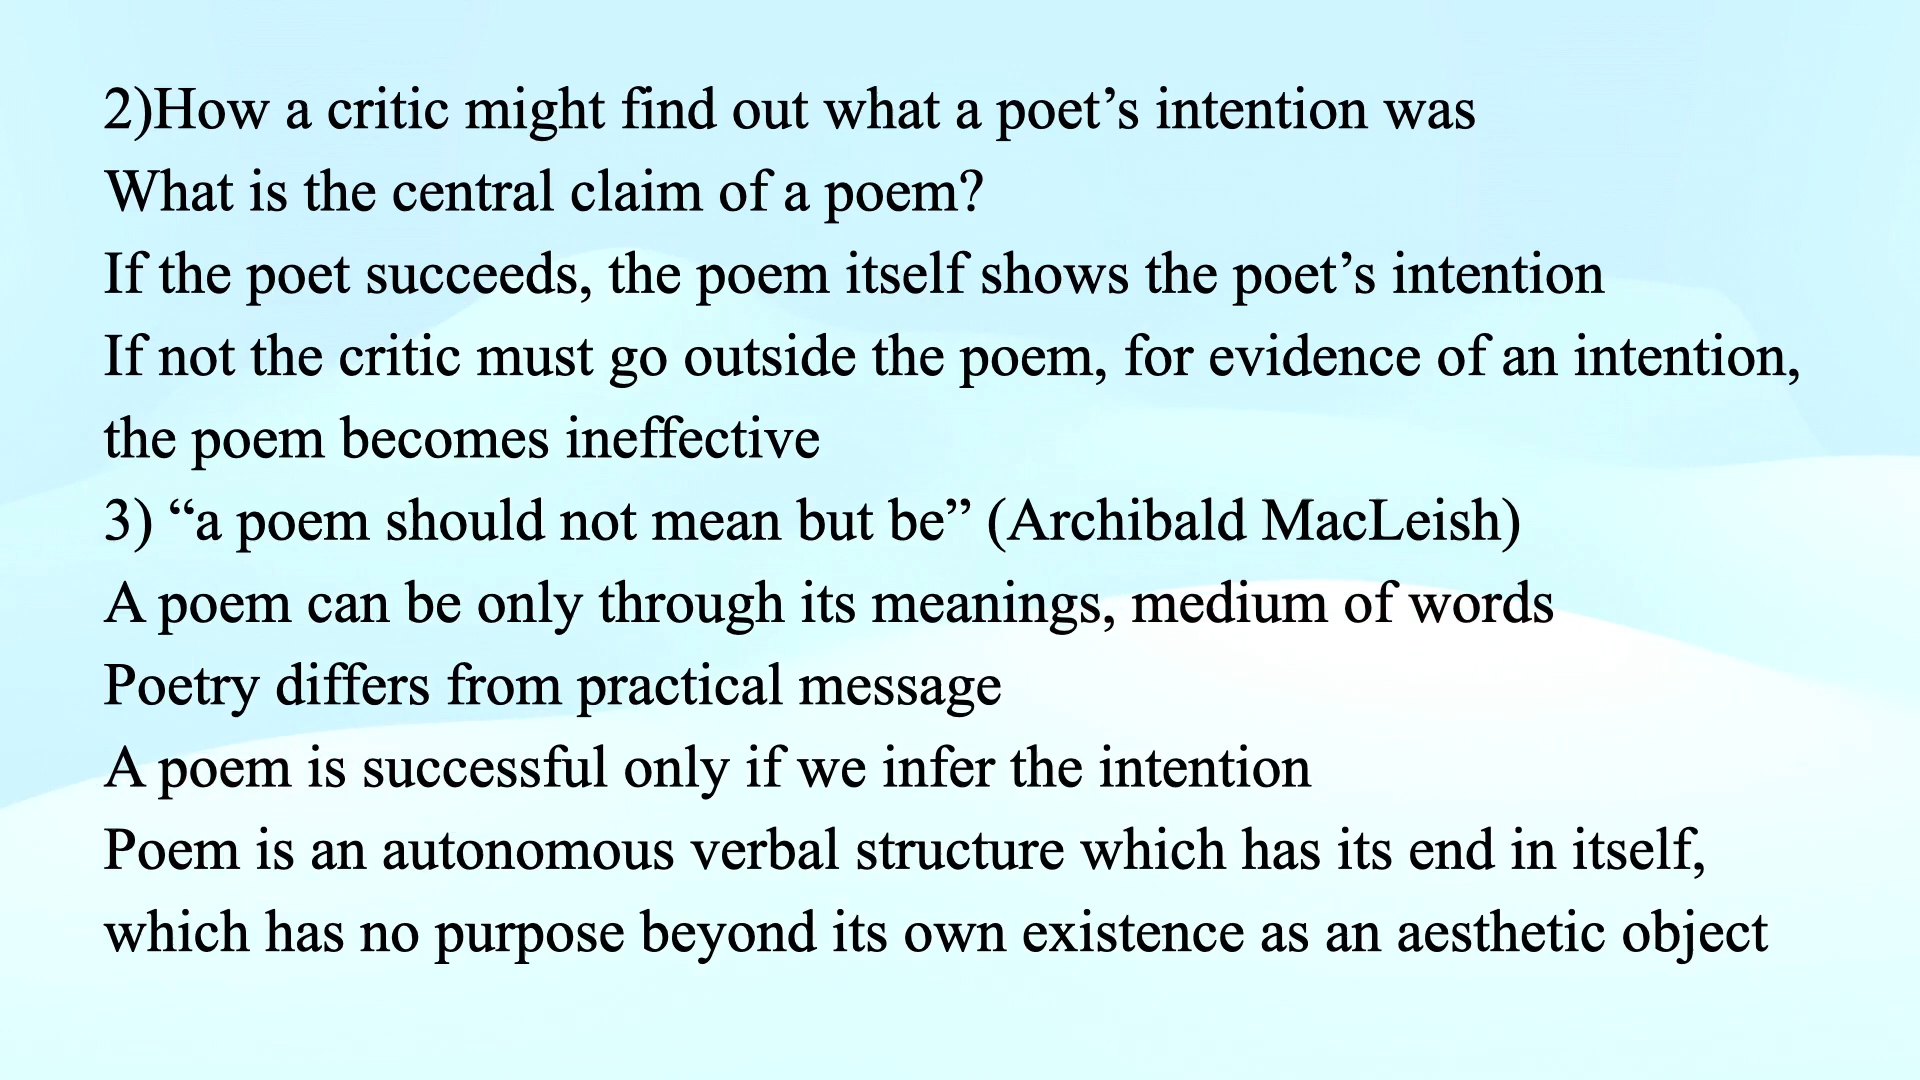 2)How a critic might find out what a poet’s intention was
What is the central claim of a poem?
If the poet succeeds, the poem itself shows the poet’s intention
If not the critic must go outside the poem, for evidence of an intention,
the poem becomes ineffective
3) “a poem should not mean but be” (Archibald MacLeish)
A poem can be only through its meanings, medium of words
Poetry differs from practical message
A poem is successful only if we infer the intention
Poem is an autonomous verbal structure which has its end in itself,
which has no purpose beyond its own existence as an aesthetic object